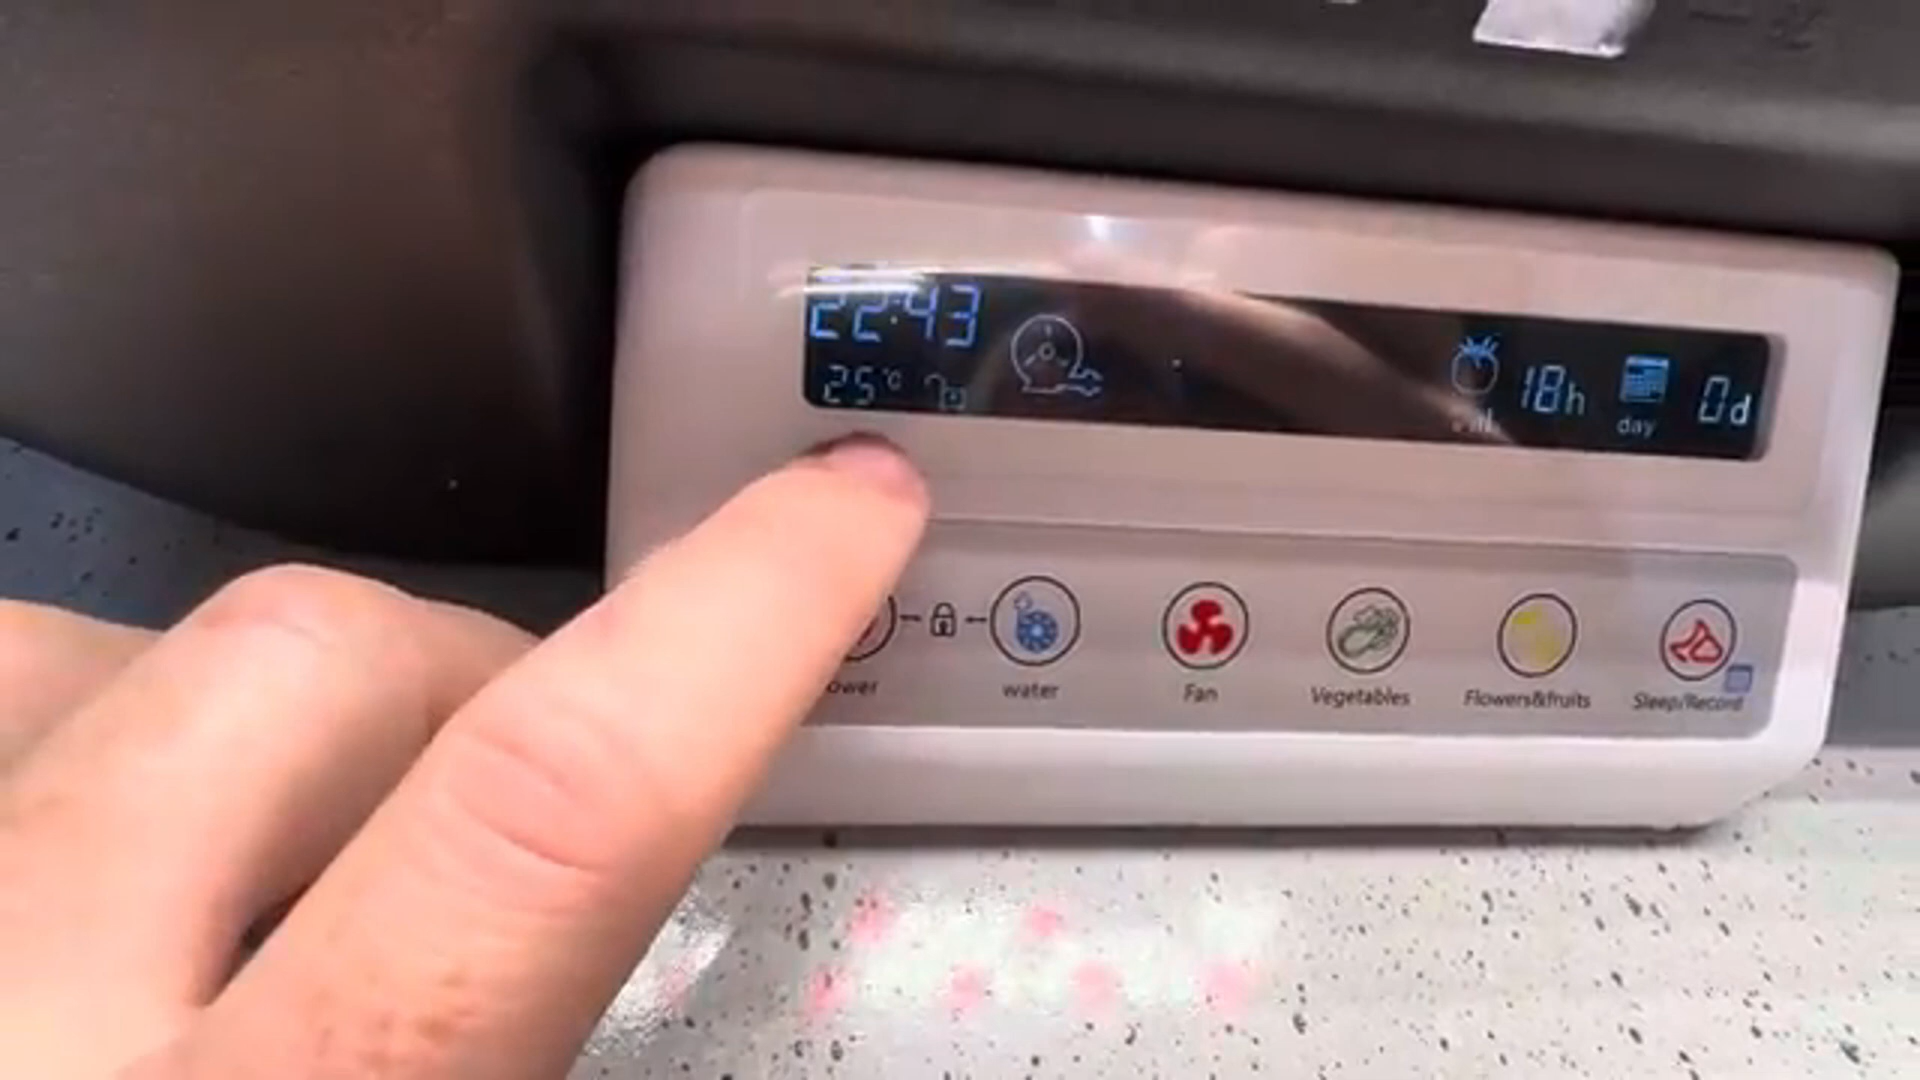 22:43
25°C
18h
day
0d
ower
water
Fan
Vegetables
Flowers&fruits
Sleep/Record